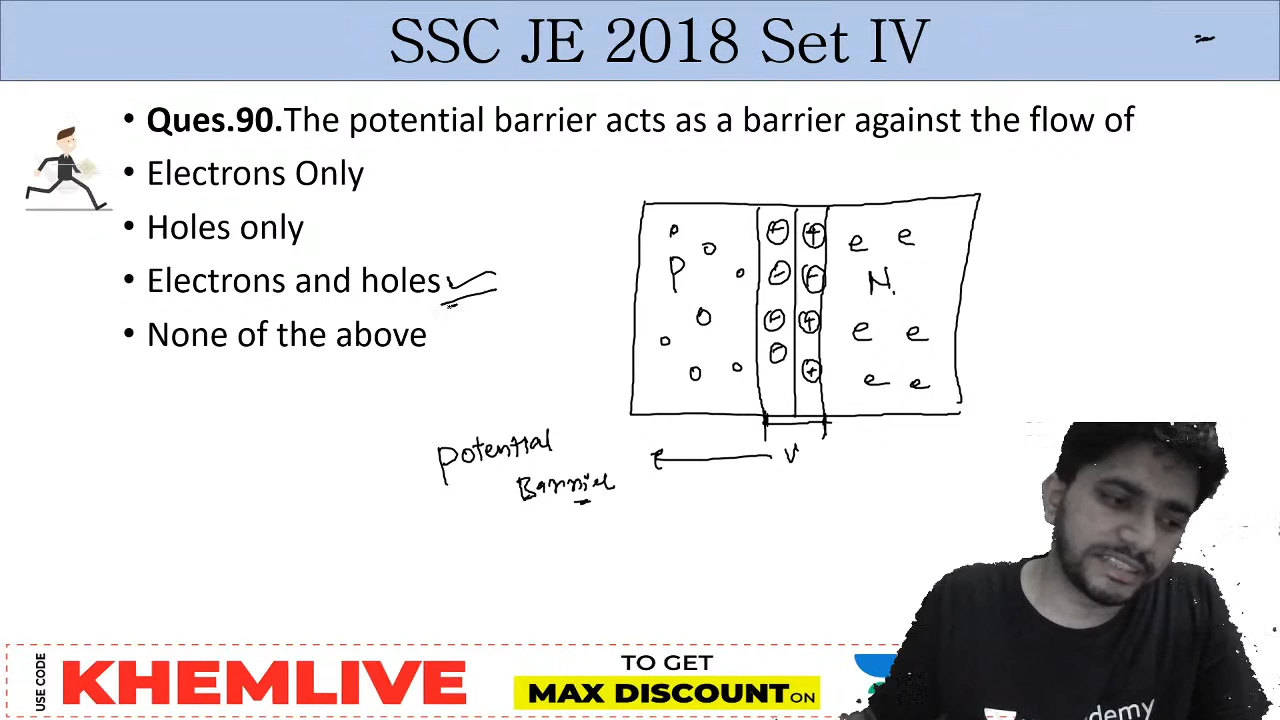 SSC JE 2018 Set IV
• Ques.90.The potential barrier acts as a barrier against the flow of
• Electrons Only
• Holes only
• Electrons and holes
• None of the above
P
N
e e
e e
e e
V
potential
Barrier
USE CODE
KHEMLIVE
TO GET
MAX DISCOUNT ON